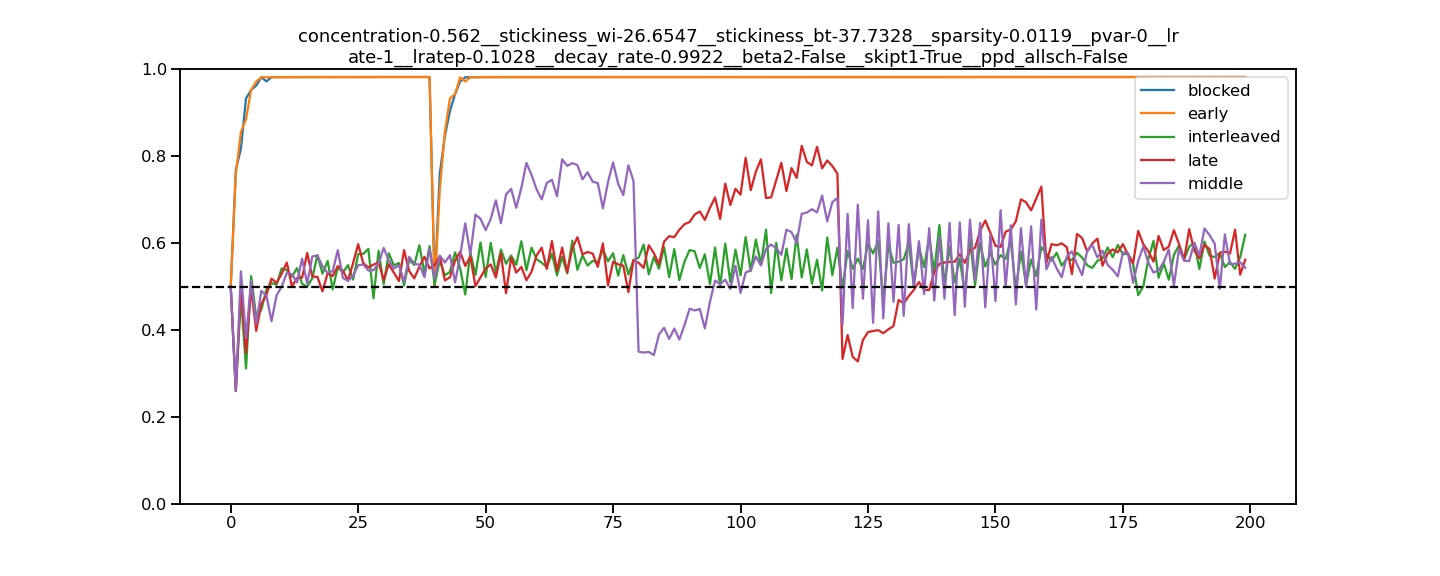 concentration-0.562__stickiness_wi-26.6547__stickiness_bt-37.7328__sparsity-0.0119__pvar-0__lr
ate-1__lratep-0.1028__decay_rate-0.9922__beta2-False__skipt1-True__ppd_allsch-False
1.0
0.8
0.6
0.4
0.2
0.0
blocked
early
interleaved
late
middle
0 25 50 75 100 125 150 175 200